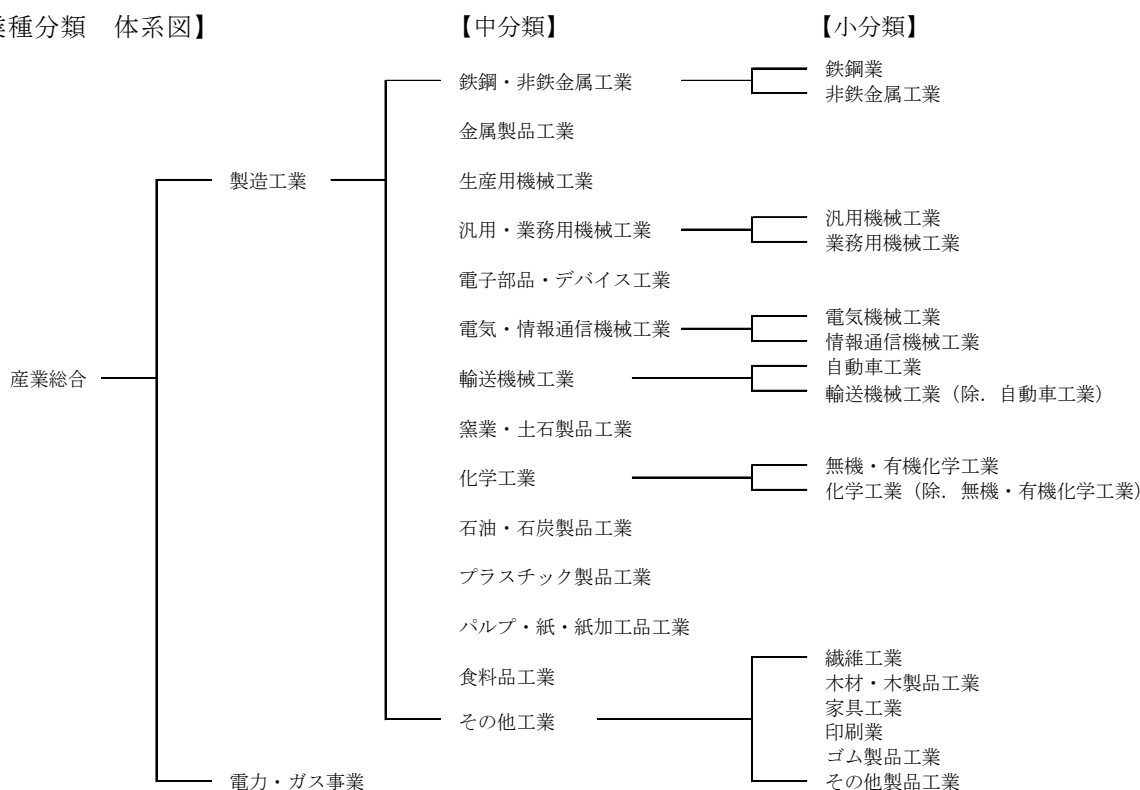 業種分類　体系図】
【中分類】
【小分類】
鉄鋼・非鉄金属工業
鉄鋼業
非鉄金属工業
金属製品工業
製造工業
生産用機械工業
汎用・業務用機械工業
汎用機械工業
業務用機械工業
電子部品・デバイス工業
電気・情報通信機械工業
電気機械工業
情報通信機械工業
産業総合
輸送機械工業
自動車工業
輸送機械工業（除．自動車工業）
窯業・土石製品工業
化学工業
無機・有機化学工業
化学工業（除．無機・有機化学工業）
石油・石炭製品工業
プラスチック製品工業
パルプ・紙・紙加工品工業
食料品工業
その他工業
繊維工業
木材・木製品工業
家具工業
印刷業
ゴム製品工業
その他製品工業
電力・ガス事業